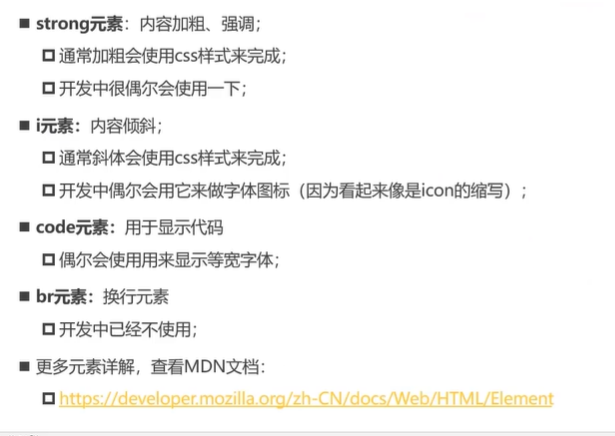 ■ strong元素：内容加粗、强调；
通常加粗会使用css样式来完成；
开发中很偶尔会使用一下；
■ i元素：内容倾斜；
通常斜体会使用css样式来完成；
开发中偶尔会用它来做字体图标（因为看起来像是icon的缩写）；
■ code元素：用于显示代码
偶尔会使用用来显示等宽字体；
■ br元素：换行元素
开发中已经不使用；
■ 更多元素详解，查看MDN文档：
https://developer.mozilla.org/zh-CN/docs/Web/HTML/Element